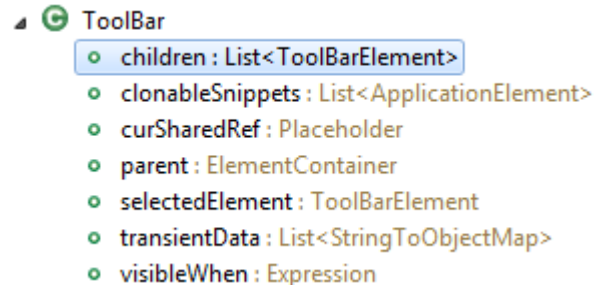 ToolBar
children : List<ToolBarElement>
clonableSnippets : List<ApplicationElement>
curSharedRef : Placeholder
parent : ElementContainer
selectedElement : ToolBarElement
transientData : List<StringToObjectMap>
visibleWhen : Expression